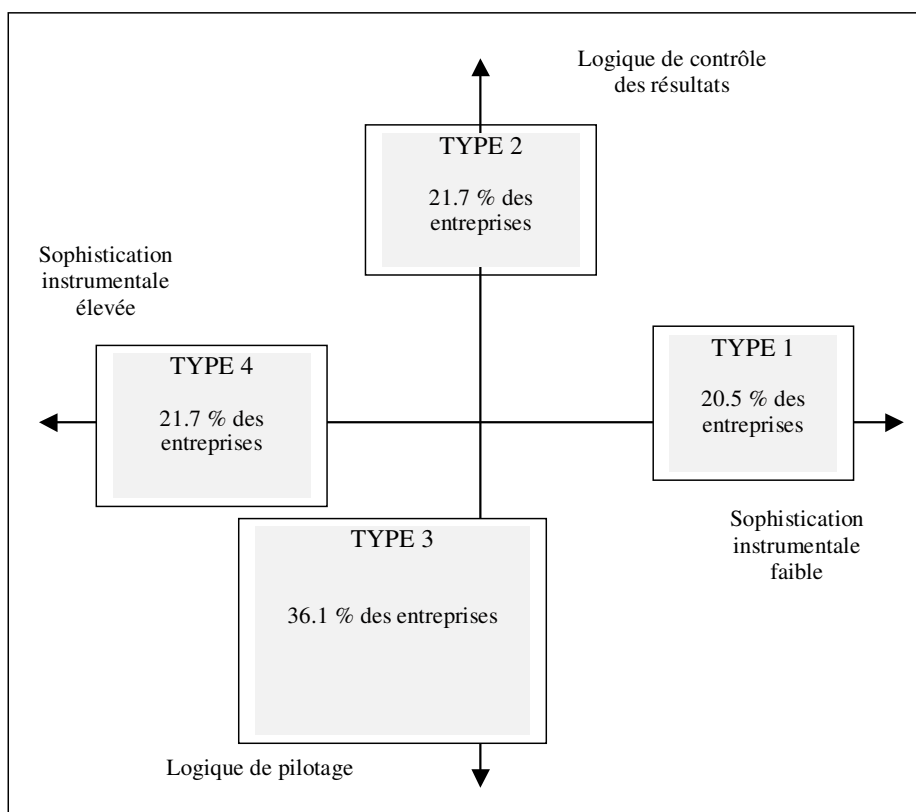 Logique de contrôle
des résultats
TYPE 2
21.7 % des
entreprises
Sophistication
instrumentale
élevée
TYPE 4
21.7 % des
entreprises
TYPE 1
20.5 % des
entreprises
Sophistication
instrumentale
faible
TYPE 3
36.1 % des entreprises
Logique de pilotage